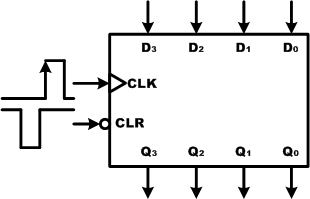 D3 D2 D1 D0
CLK
CLR
Q3 Q2 Q1 Q0